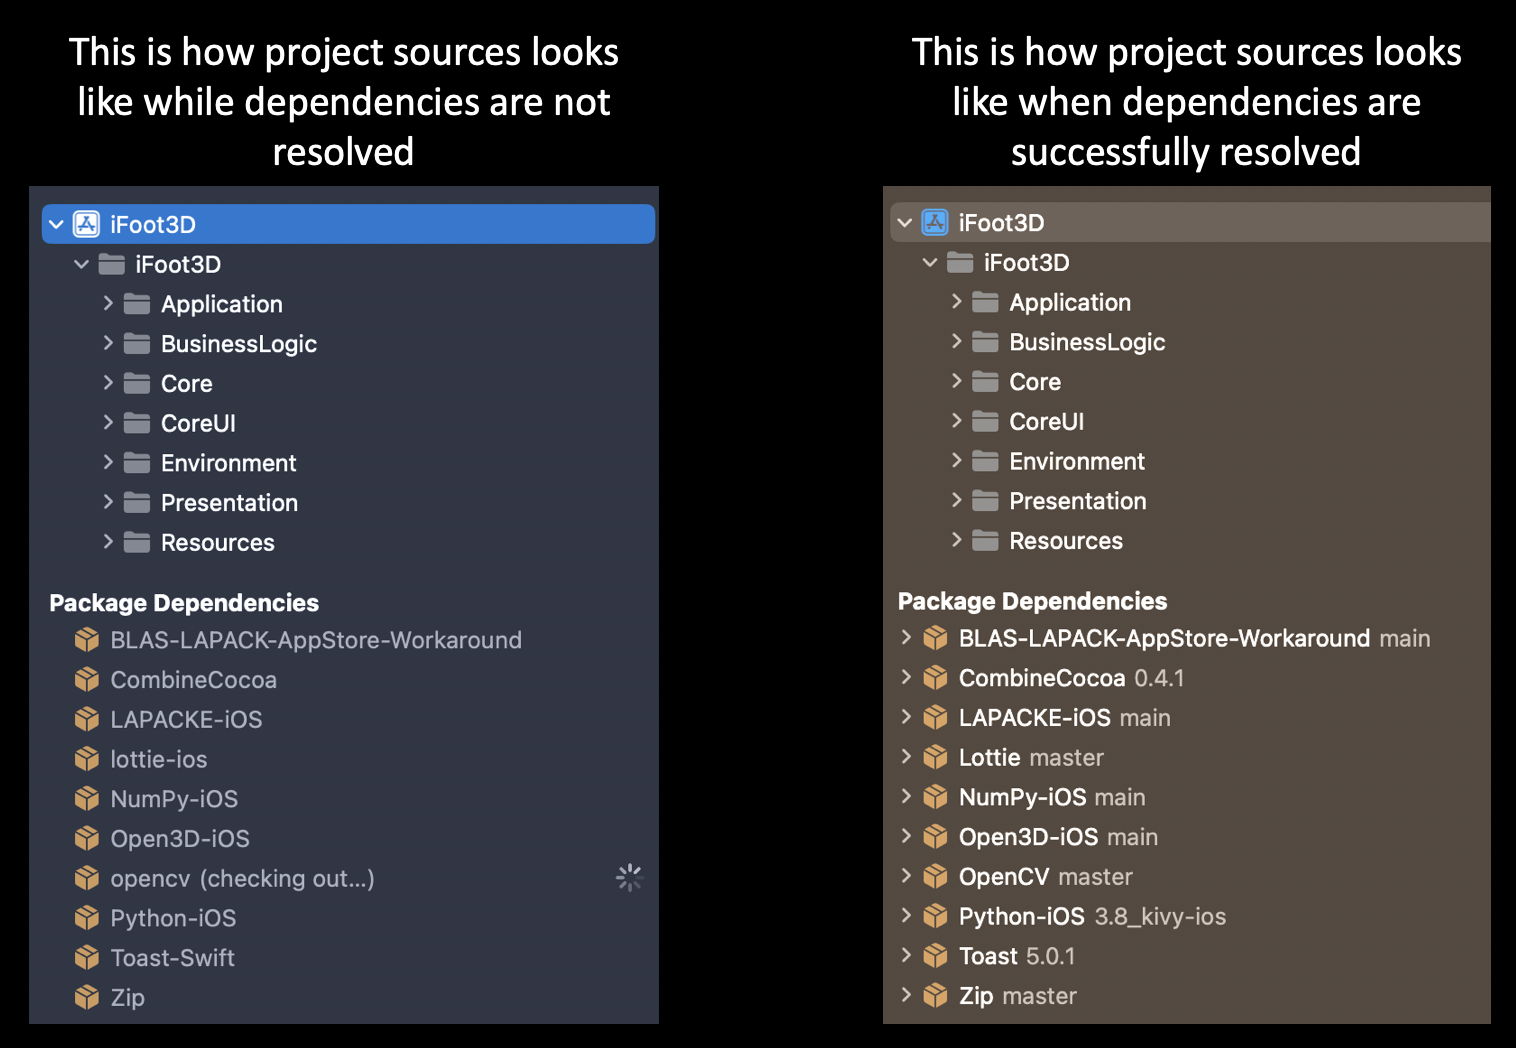 This is how project sources looks
like while dependencies are not
resolved
iFoot3D
iFoot3D
Application
BusinessLogic
Core
CoreUI
Environment
Presentation
Resources
Package Dependencies
BLAS-LAPACK-AppStore-Workaround
CombineCocoa
LAPACKE-iOS
lottie-ios
NumPy-iOS
Open3D-iOS
opencv (checking out...)
Python-iOS
Toast-Swift
Zip
This is how project sources looks
like when dependencies are
successfully resolved
iFoot3D
iFoot3D
Application
BusinessLogic
Core
CoreUI
Environment
Presentation
Resources
Package Dependencies
BLAS-LAPACK-AppStore-Workaround main
CombineCocoa 0.4.1
LAPACKE-iOS main
Lottie master
NumPy-iOS main
Open3D-iOS main
OpenCV master
Python-iOS 3.8_kivy-ios
Toast 5.0.1
Zip master